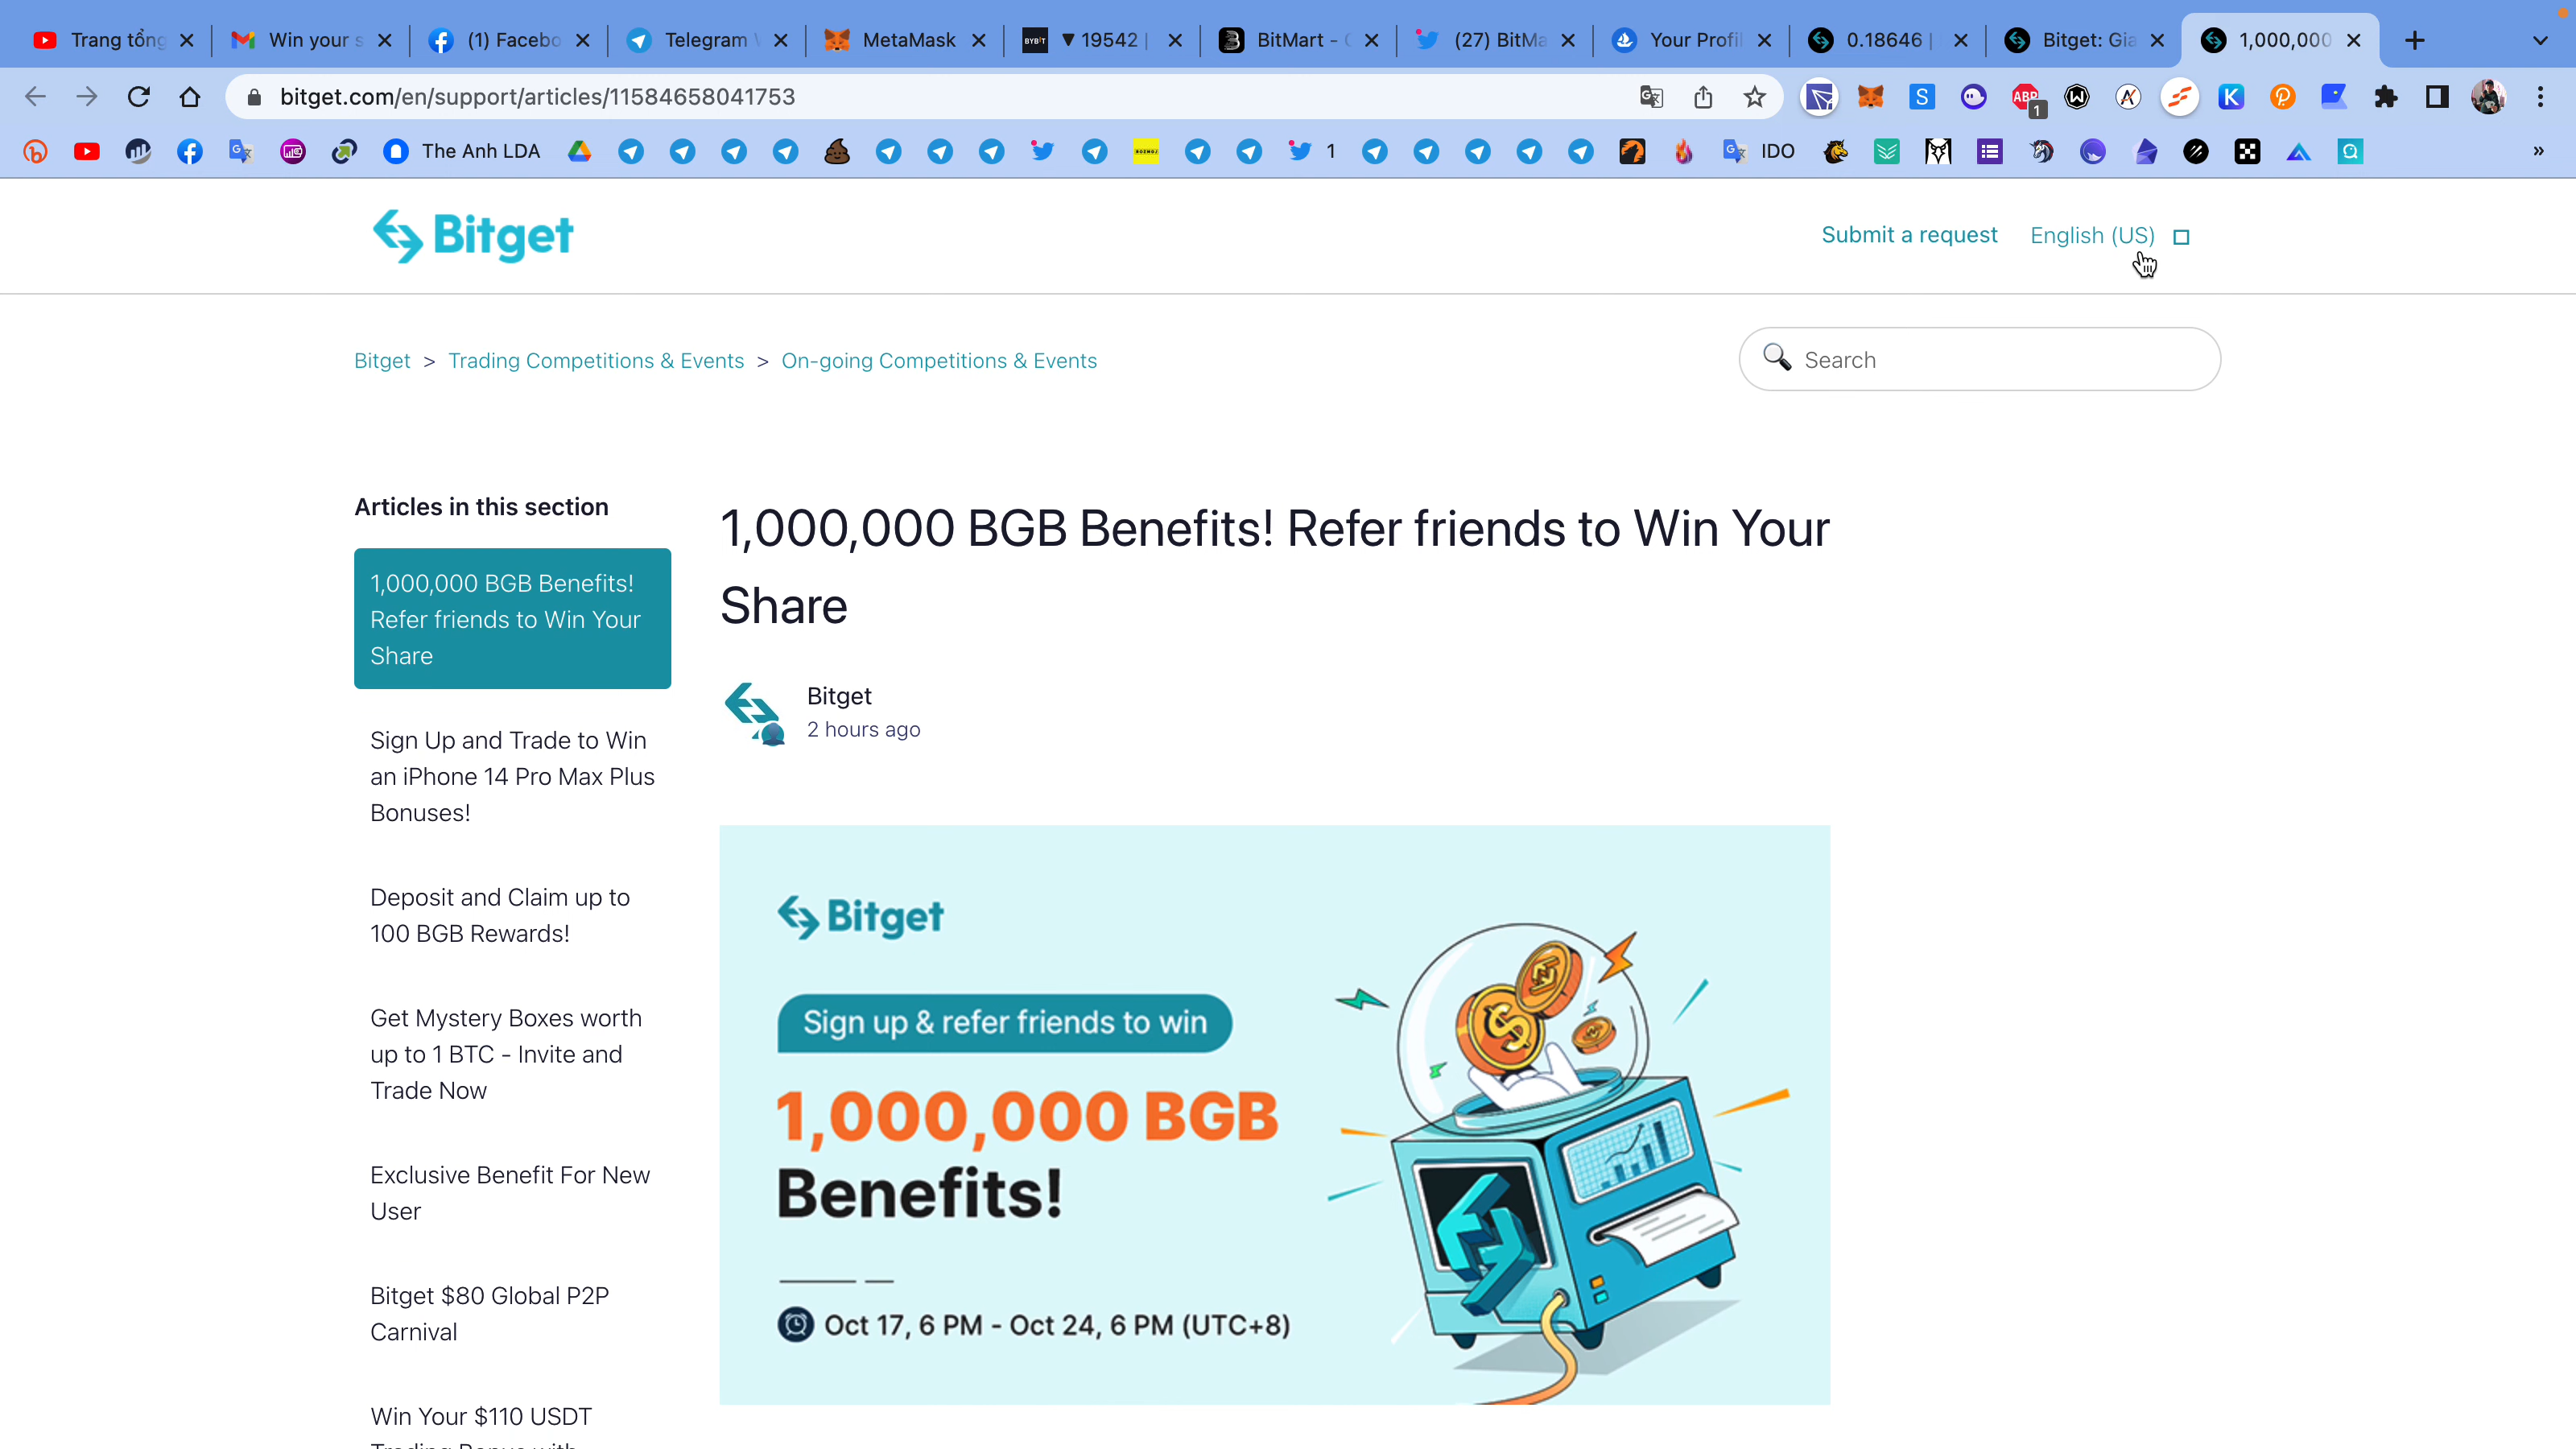 Trang tổng
Win your s
(1) Facebo
Telegram
MetaMask
BYBIT
▼ 19542 |
BitMart -
(27) BitMa
Your Profil
0.18646 |
Bitget: Gia
1,000,000
bitget.com/en/support/articles/11584658041753
ABP
1
The Anh LDA
1
IDO
Bitget
Submit a request
English (US)
Bitget > Trading Competitions & Events > On-going Competitions & Events
Search
Articles in this section
1,000,000 BGB Benefits!
Refer friends to Win Your
Share
Sign Up and Trade to Win
an iPhone 14 Pro Max Plus
Bonuses!
Deposit and Claim up to
100 BGB Rewards!
Get Mystery Boxes worth
up to 1 BTC - Invite and
Trade Now
Exclusive Benefit For New
User
Bitget $80 Global P2P
Carnival
Win Your $110 USDT
Trading Bonus with
1,000,000 BGB Benefits! Refer friends to Win Your
Share
Bitget
2 hours ago
Bitget
Sign up & refer friends to win
1,000,000 BGB
Benefits!
Oct 17, 6 PM - Oct 24, 6 PM (UTC+8)